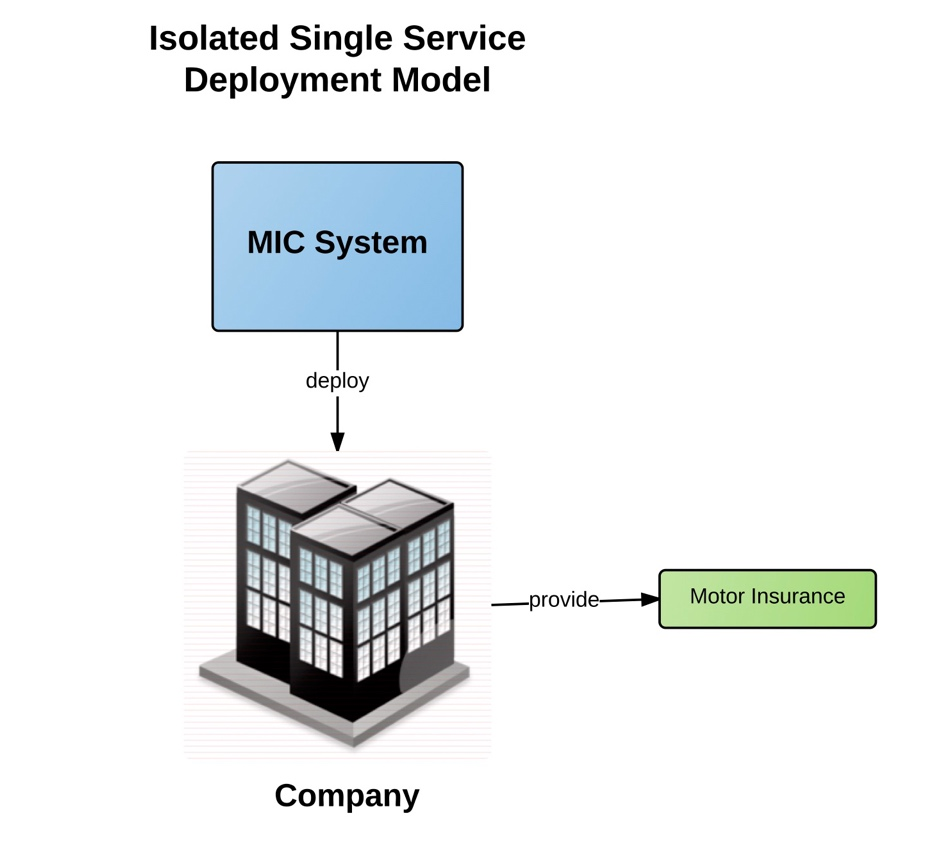 Isolated Single Service
Deployment Model
MIC System
deploy
provide
Motor Insurance
Company